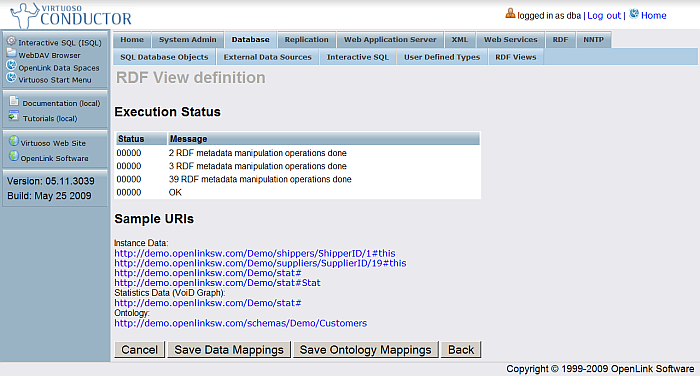 VIRTUOSO
CONDUCTOR
logged in as dba | Log out | Home
Interactive SQL (ISQL)
WebDAV Browser
OpenLink Data Spaces
Virtuoso Start Menu
Documentation (local)
Tutorials (local)
Virtuoso Web Site
OpenLink Software
Version: 05.11.3039
Build: May 25 2009
Home System Admin Database Replication Web Application Server XML Web Services RDF NNTP
SQL Database Objects External Data Sources Interactive SQL User Defined Types RDF Views
RDF View definition
Execution Status
Status Message
00000 2 RDF metadata manipulation operations done
00000 3 RDF metadata manipulation operations done
00000 39 RDF metadata manipulation operations done
00000 OK
Sample URIs
Instance Data:
http://demo.openlinksw.com/Demo/shippers/ShipperID/1#this
http://demo.openlinksw.com/Demo/suppliers/SupplierID/19#this
http://demo.openlinksw.com/Demo/stat#
http://demo.openlinksw.com/Demo/stat#Stat
Statistics Data (VoiD Graph):
http://demo.openlinksw.com/Demo/stat#
Ontology:
http://demo.openlinksw.com/schemas/Demo/Customers
Cancel Save Data Mappings Save Ontology Mappings Back
Copyright © 1999-2009 OpenLink Software